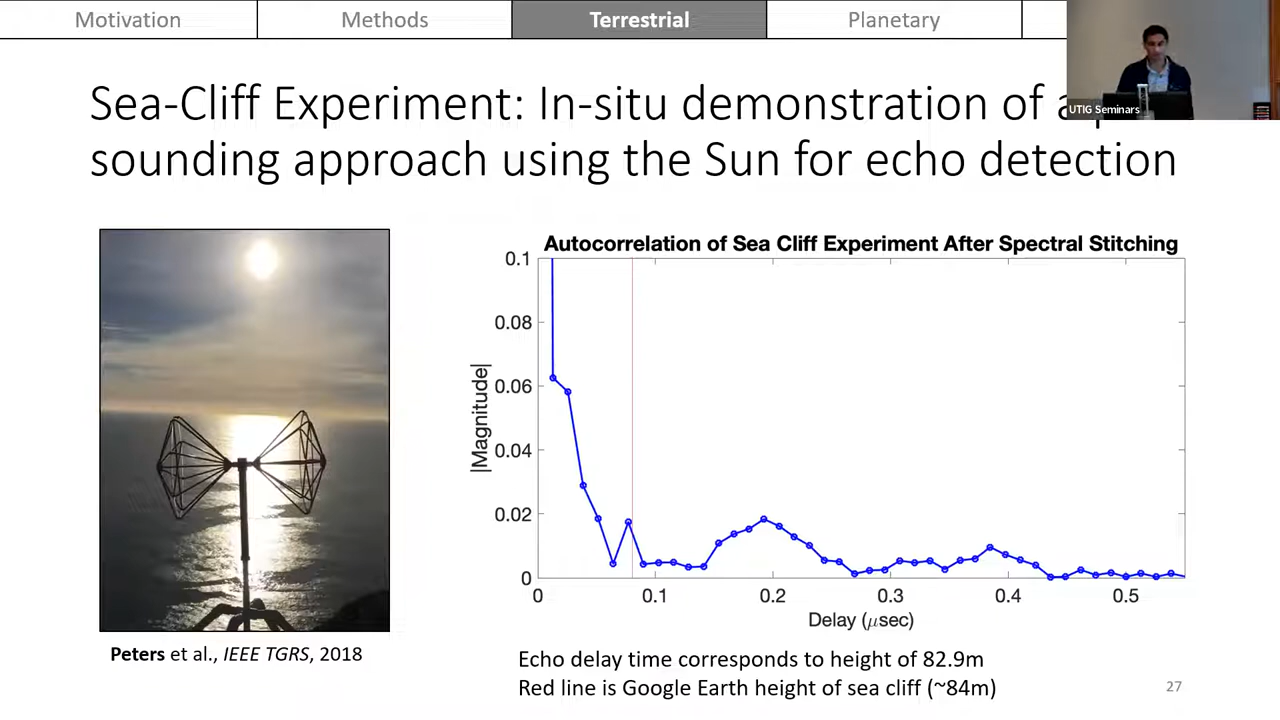 Motivation
Methods
Terrestrial
Planetary
UTIG Seminars
Sea-Cliff Experiment: In-situ demonstration of
sounding approach using the Sun for echo detection
Autocorrelation of Sea Cliff Experiment After Spectral Stitching
0.1
0.08
0.06
0.04
0.02
0
|Magnitude|
0
0.1
0.2
0.3
0.4
0.5
Delay (μsec)
Peters et al., IEEE TGRS, 2018
Echo delay time corresponds to height of 82.9m
Red line is Google Earth height of sea cliff (~84m)
27